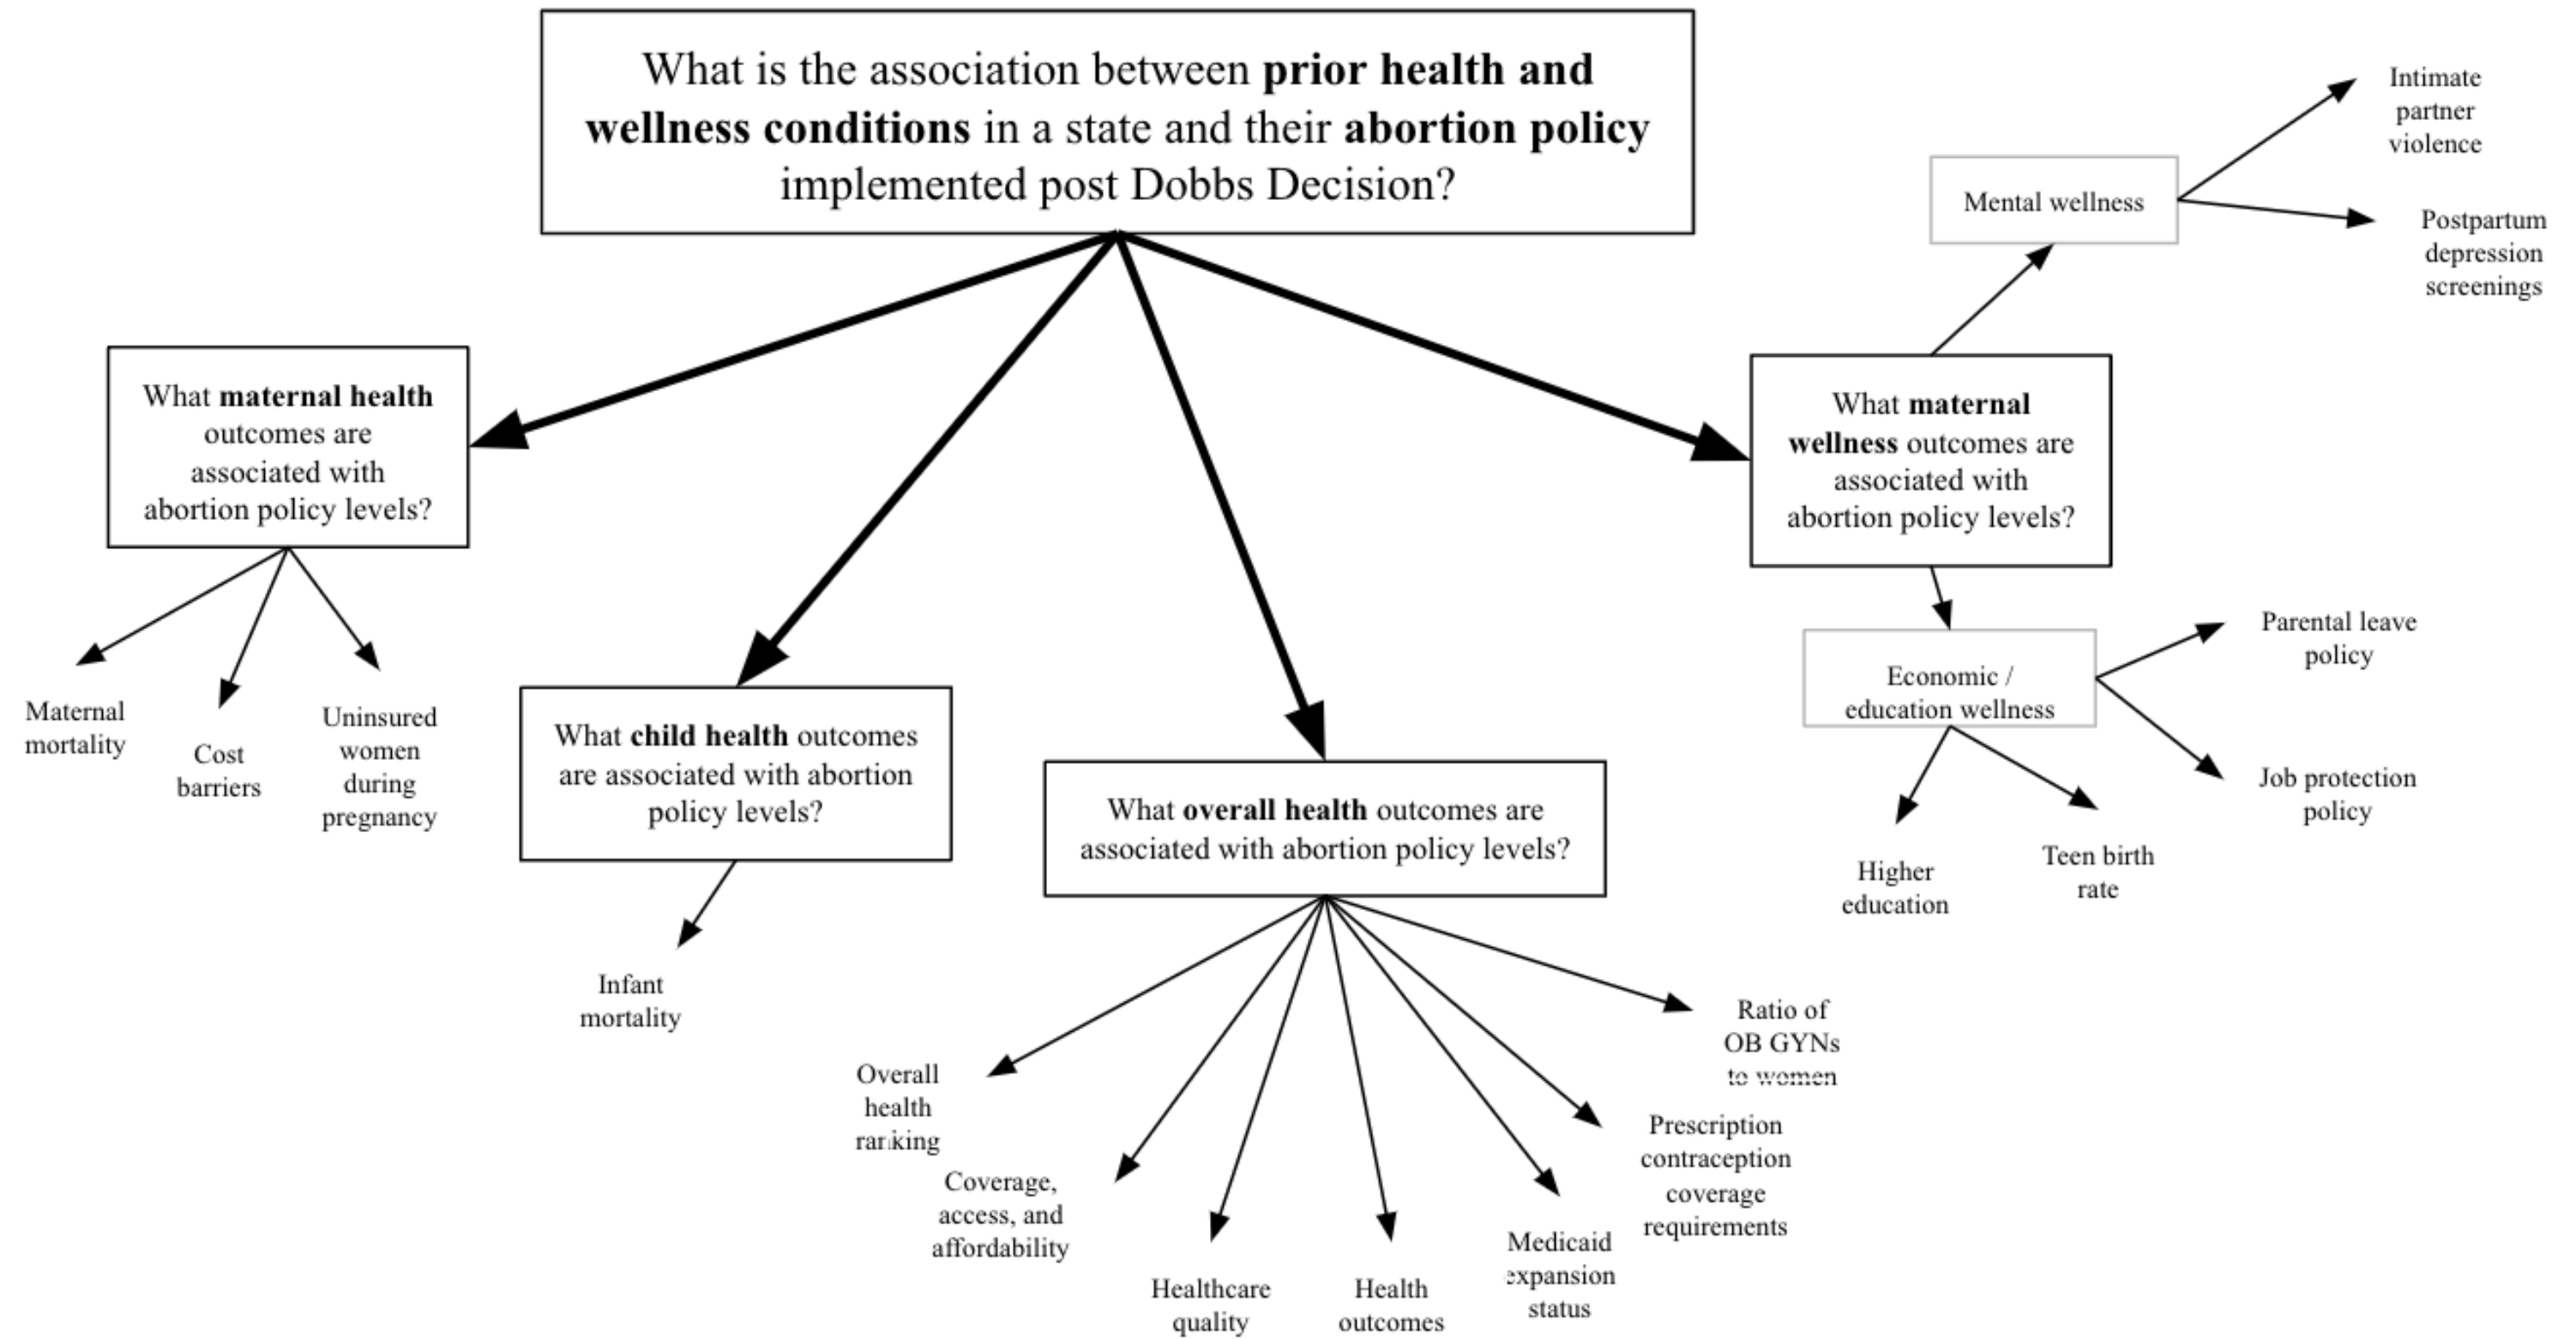 What is the association between prior health and
wellness conditions in a state and their abortion policy
implemented post Dobbs Decision?
Intimate
partner
violence
Mental wellness
Postpartum
depression
screenings
What maternal health
outcomes are
associated with
abortion policy levels?
What maternal
wellness outcomes are
associated with
abortion policy levels?
Maternal
mortality
Cost
barriers
Uninsured
women
during
pregnancy
What child health outcomes
are associated with abortion
policy levels?
What overall health outcomes are
associated with abortion policy levels?
Economic /
education wellness
Parental leave
policy
Job protection
policy
Higher
education
Teen birth
rate
Infant
mortality
Overall
health
ranking
Coverage,
access, and
affordability
Healthcare
quality
Health
outcomes
Medicaid
expansion
status
Prescription
contraception
coverage
requirements
Ratio of
OB GYNs
to women